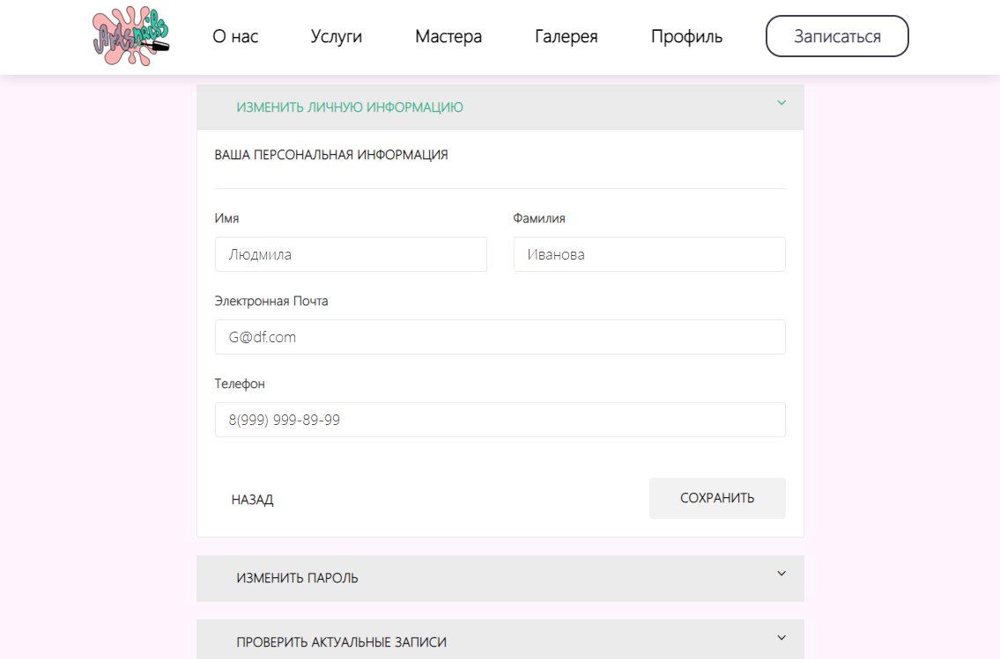 О нас Услуги Мастера Галерея Профиль Записаться
ИЗМЕНИТЬ ЛИЧНУЮ ИНФОРМАЦИЮ
ВАША ПЕРСОНАЛЬНАЯ ИНФОРМАЦИЯ
Имя Фамилия
Людмила Иванова
Электронная Почта
G@df.com
Телефон
8(999) 999-89-99
НАЗАД СОХРАНИТЬ
ИЗМЕНИТЬ ПАРОЛЬ
ПРОВЕРИТЬ АКТУАЛЬНЫЕ ЗАПИСИ